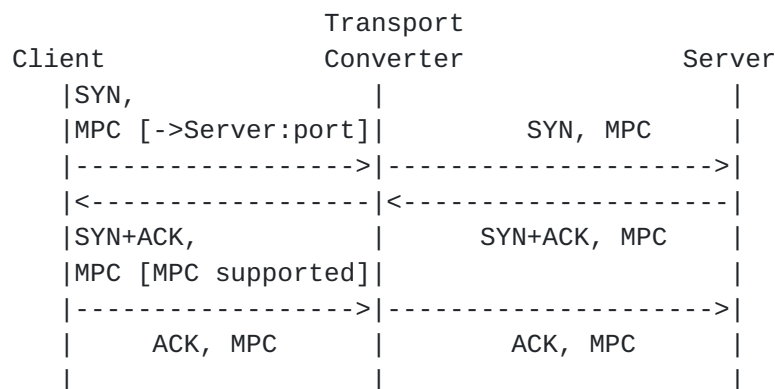 Transport
Client              Converter              Server
   |SYN,               |                      |
   |MPC [->Server:port]|         SYN, MPC     |
   |------------------>|--------------------->|
   |<------------------|<---------------------|
   |SYN+ACK,           |      SYN+ACK, MPC    |
   |MPC [MPC supported]|                      |
   |------------------>|--------------------->|
   |     ACK, MPC      |        ACK, MPC      |
   |                   |                      |